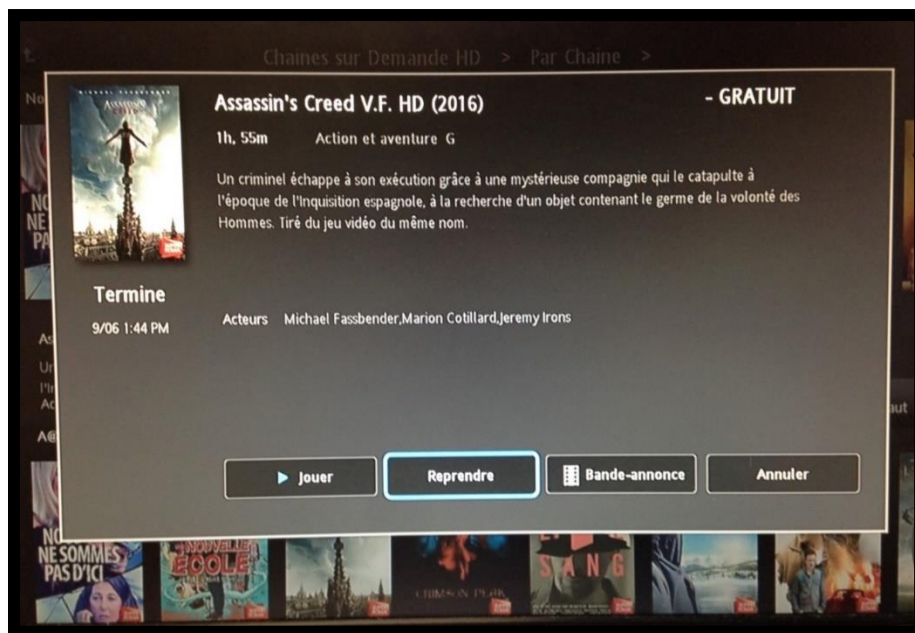 Chaines sur Demande HD > Par Chaine >
Assassin's Creed V.F. HD (2016)
- GRATUIT
1h, 55m Action et aventure G
Un criminel échappe à son exécution grâce à une mystérieuse compagnie qui le catapulte à
l'époque de l'Inquisition espagnole, à la recherche d'un objet contenant le germe de la volonté des
Hommes. Tiré du jeu vidéo du même nom.
Termine
9/06 1:44 PM
Acteurs Michael Fassbender,Marion Cotillard,Jeremy Irons
Jouer
Reprendre
Bande-annonce
Annuler
NE SOMMES
PAS D'ICI
NOUVELLE
ÉCOLE
CRIMSON PEAK
SANG